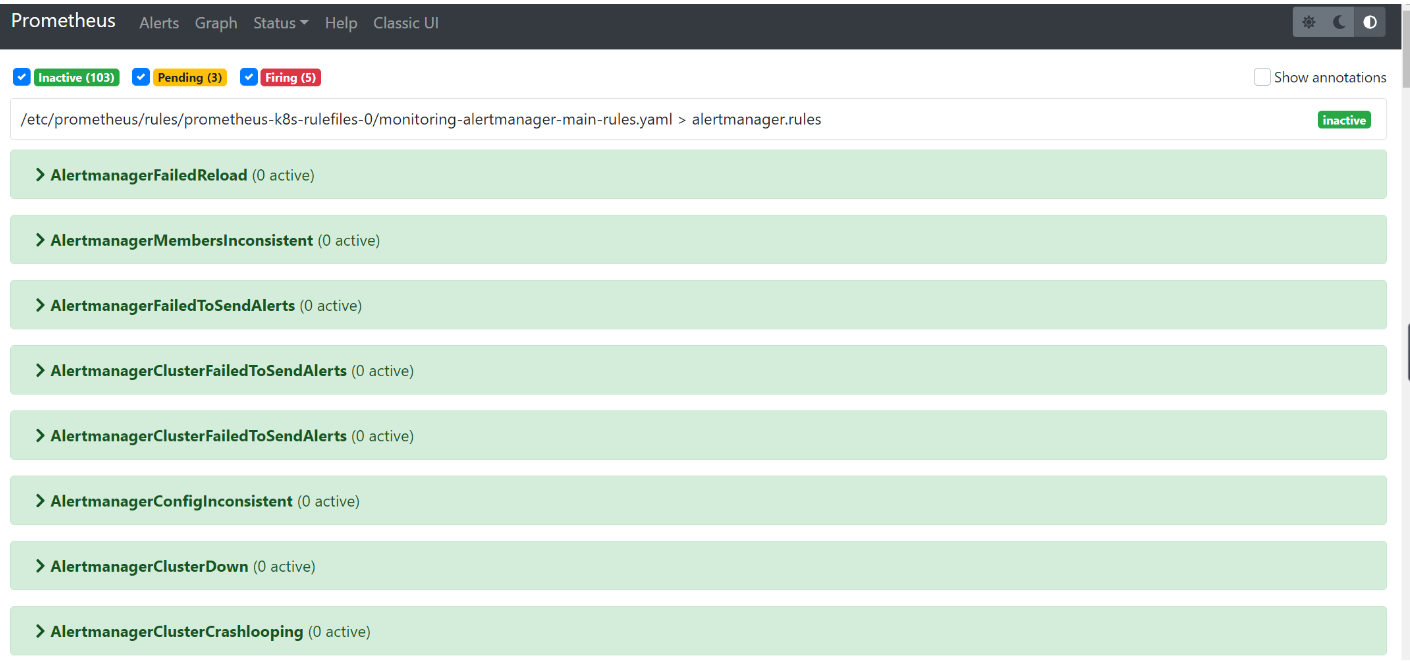 Prometheus Alerts Graph Status Help Classic UI
Inactive (103) Pending (3) Firing (5) Show annotations
/etc/prometheus/rules/prometheus-k8s-rulefiles-0/monitoring-alertmanager-main-rules.yaml > alertmanager.rules inactive
AlertmanagerFailedReload (0 active)
AlertmanagerMembersInconsistent (0 active)
AlertmanagerFailedToSendAlerts (0 active)
AlertmanagerClusterFailedToSendAlerts (0 active)
AlertmanagerClusterFailedToSendAlerts (0 active)
AlertmanagerConfigInconsistent (0 active)
AlertmanagerClusterDown (0 active)
AlertmanagerClusterCrashlooping (0 active)